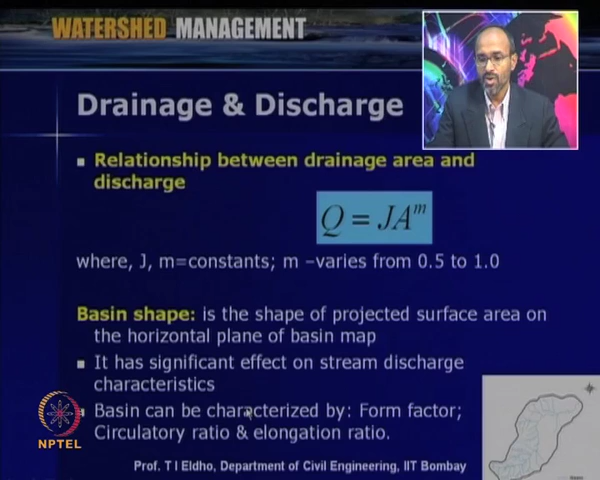 WATERSHED MANAGEMENT
Drainage & Discharge
▪ Relationship between drainage area and
discharge
Q = JA^m
where, J, m=constants; m –varies from 0.5 to 1.0
Basin shape: is the shape of projected surface area on
the horizontal plane of basin map
▪ It has significant effect on stream discharge
characteristics
▪ Basin can be characterized by: Form factor;
Circulatory ratio & elongation ratio.
NPTEL
Prof. T I Eldho, Department of Civil Engineering, IIT Bombay